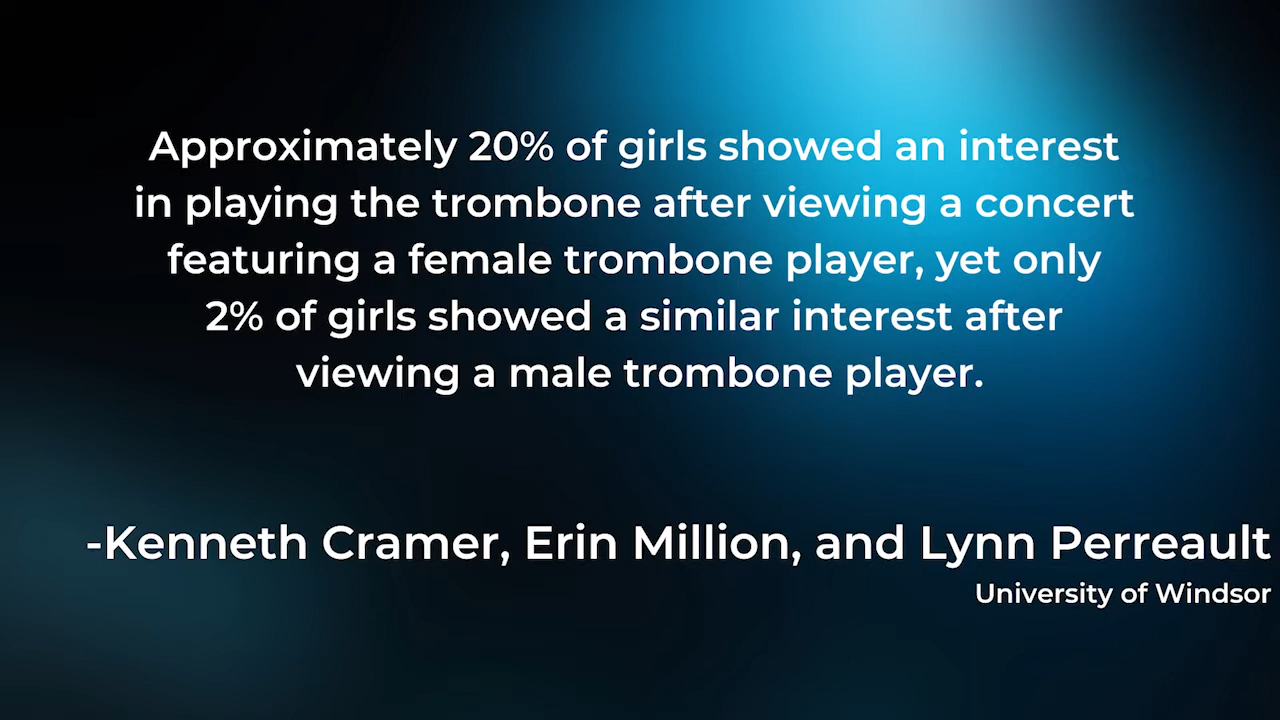 Approximately 20% of girls showed an interest
in playing the trombone after viewing a concert
featuring a female trombone player, yet only
2% of girls showed a similar interest after
viewing a male trombone player.
-Kenneth Cramer, Erin Million, and Lynn Perreault
University of Windsor